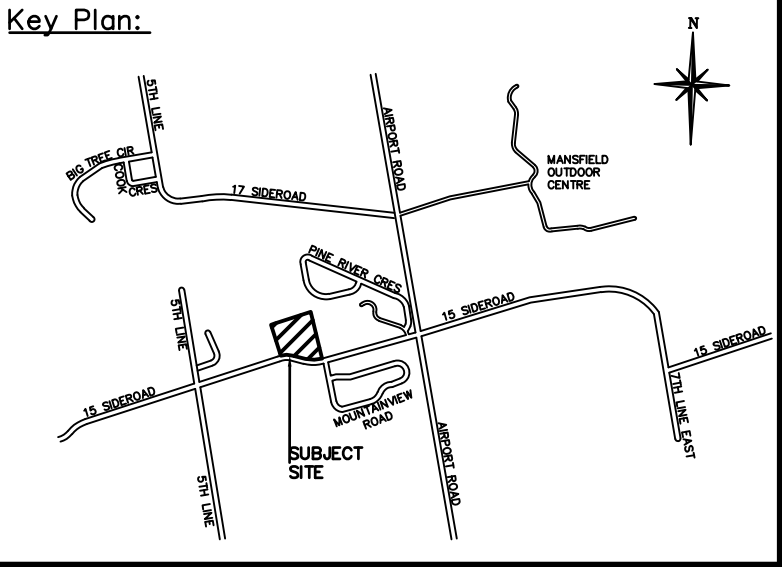 Key Plan:
N
5TH LINE
AIRPORT ROAD
BIG TREE CIR
COOK
CRES
MANSFIELD
OUTDOOR
CENTRE
17 SIDEROAD
PINE RIVER CRES
5TH LINE
15 SIDEROAD
15 SIDEROAD
15 SIDEROAD
MOUNTAINVIEW
ROAD
7TH LINE EAST
SUBJECT
SITE
AIRPORT ROAD
5TH LINE